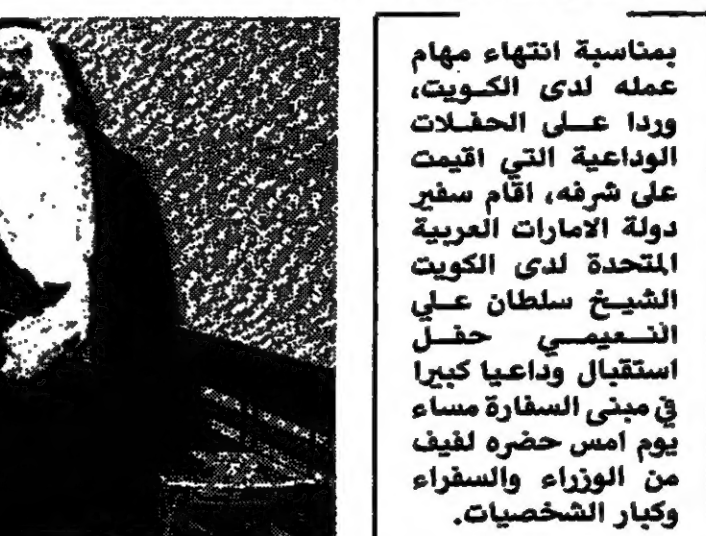 بمناسبة انتهاء مهام
عمله لدى الكويت،
وردا على الحفلات
الوداعية التي اقيمت
على شرفه، اقام سفير
دولة الامارات العربية
المتحدة لدى الكويت
الشيخ سلطان علي
النعيمي حفل
استقبال وداعيا كبيرا
في مبنى السفارة مساء
يوم امس حضره لفيف
من الوزراء والسفراء
وكبار الشخصيات.